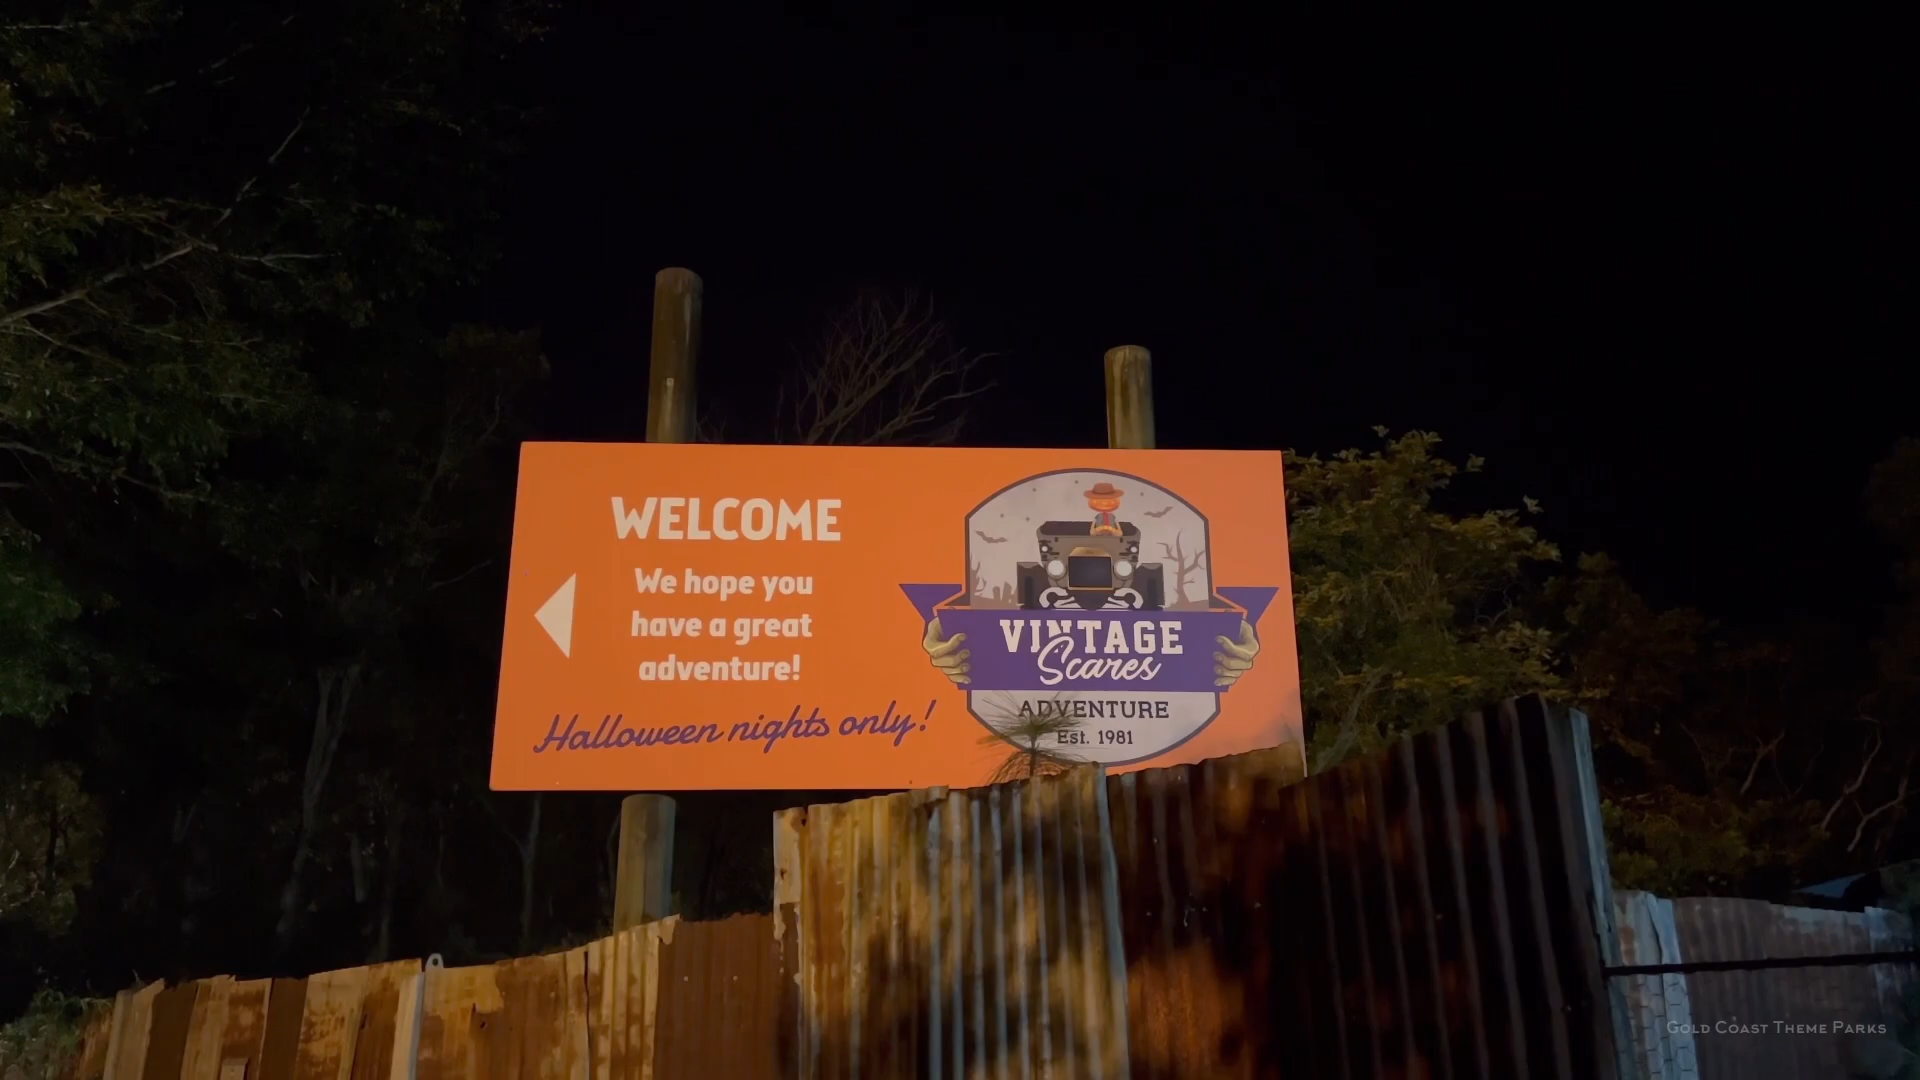 WELCOME
We hope you
have a great
adventure!
Halloween nights only!
VINTAGE
Scares
ADVENTURE
Est. 1981
GOLD COAST THEME PARKS